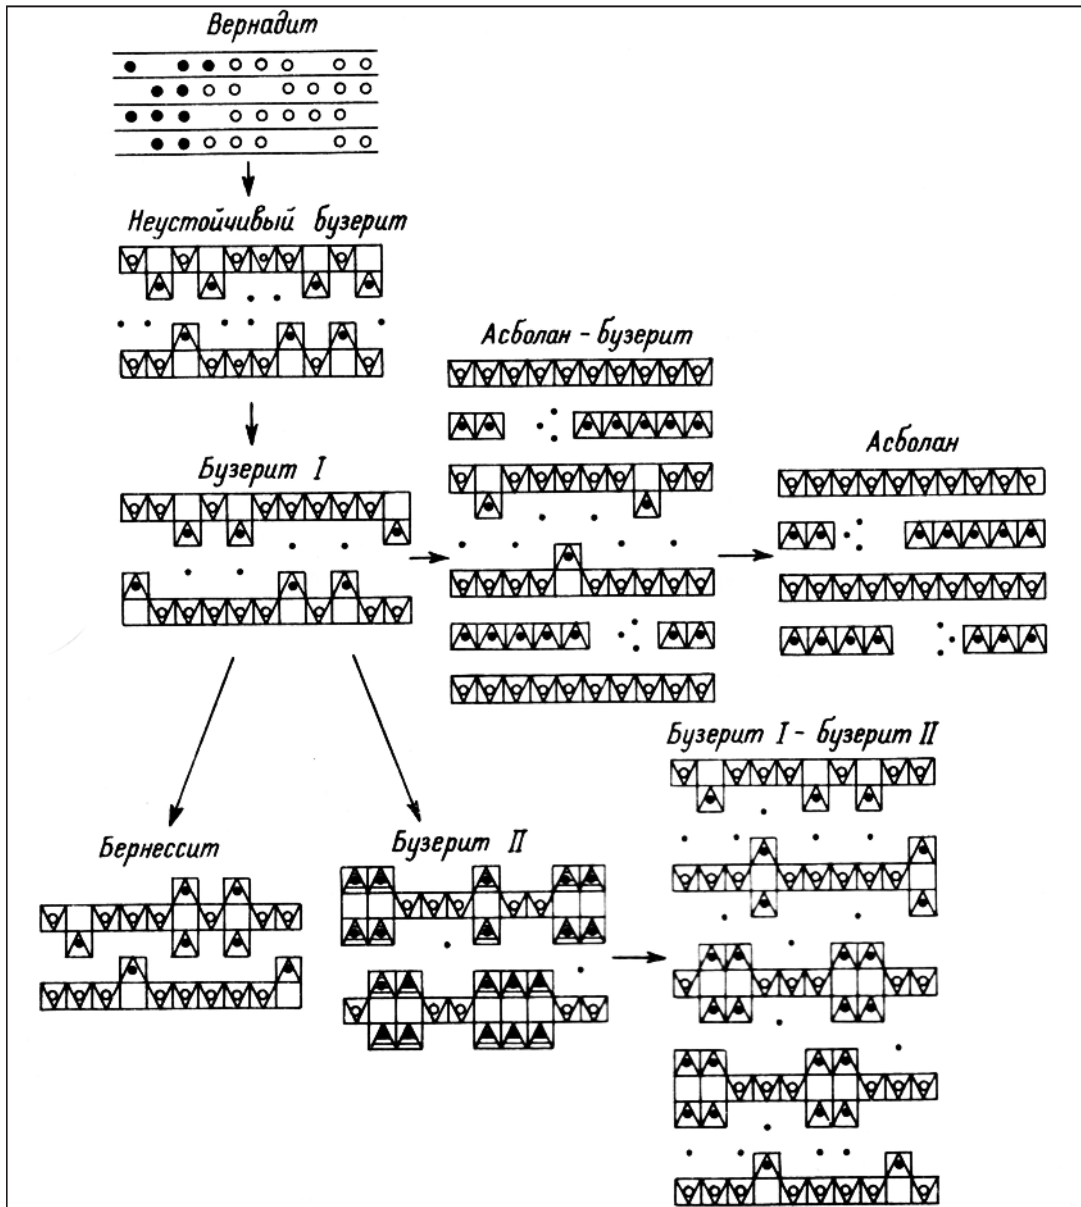 Вернадит
Неустойчивый бузерит
Асболан - бузерит
Асболан
Бузерит I
Бузерит I - бузерит II
Бернессит
Бузерит II